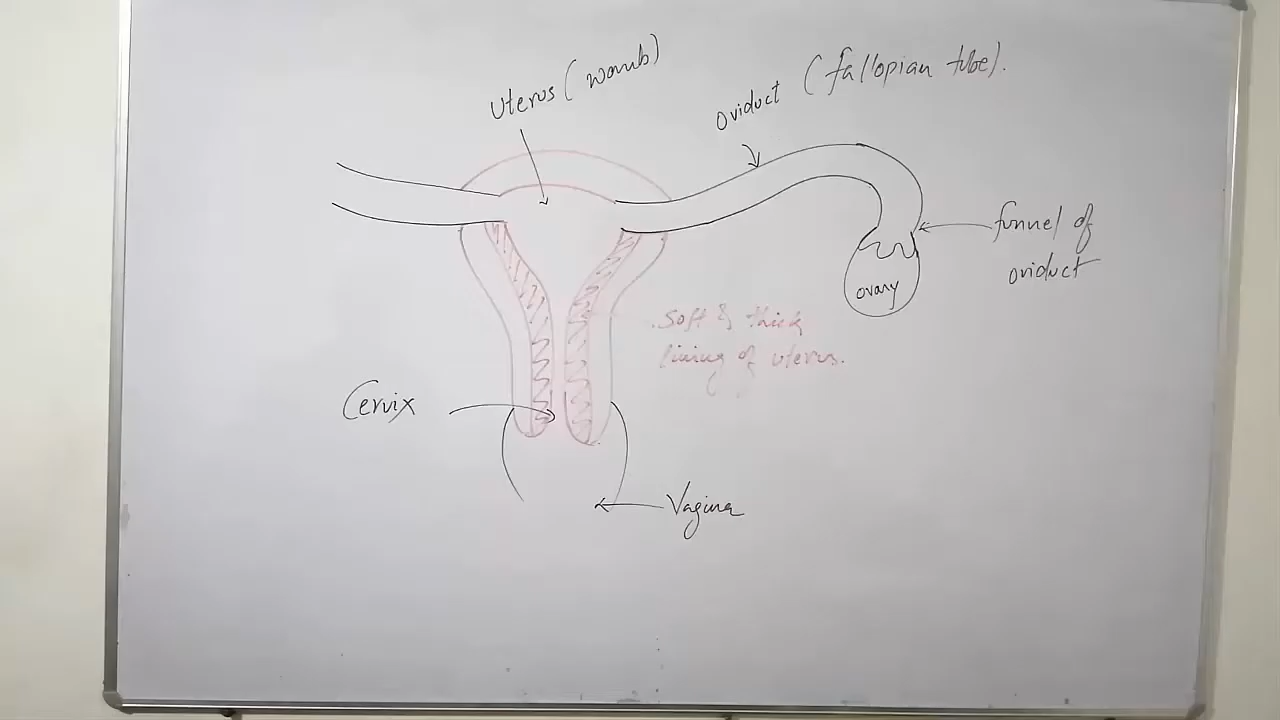 Uterus (womb)
Oviduct (fallopian tube).
funnel of
oviduct
ovary
soft & thick
lining of uterus.
Cervix
Vagina